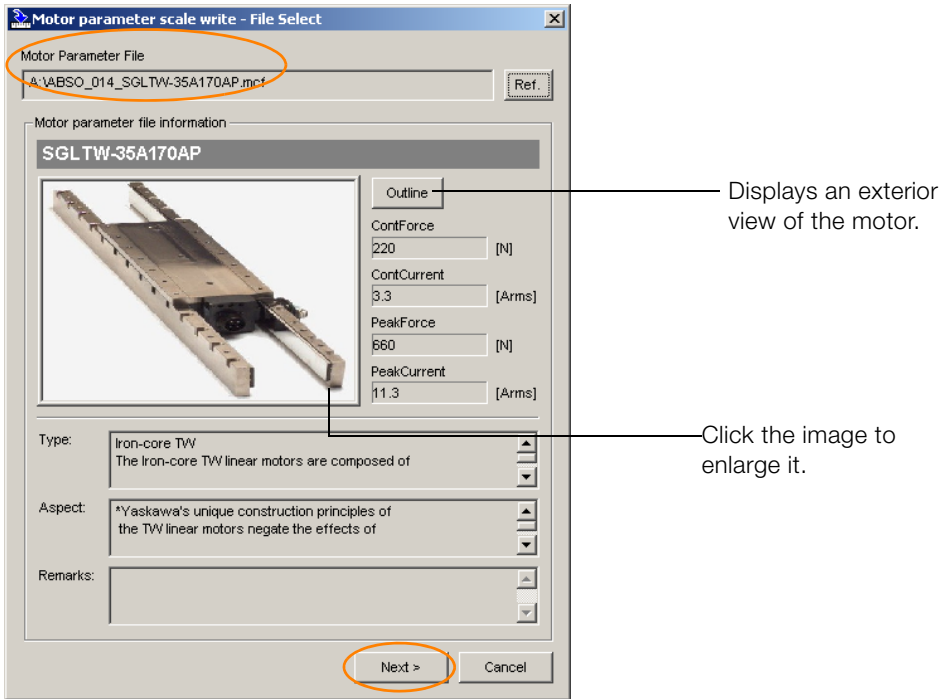 Motor parameter scale write - File Select
Motor Parameter File
A:\ABSO_014_SGLTW-35A170AP.mcf
Ref.
Motor parameter file information
SGLTW-35A170AP
Outline
Displays an exterior
view of the motor.
ContForce
220 [N]
ContCurrent
3.3 [Arms]
PeakForce
660 [N]
PeakCurrent
11.3 [Arms]
Click the image to
enlarge it.
Type: Iron-core TW
The Iron-core TW linear motors are composed of
Aspect: *Yaskawa's unique construction principles of
the TW linear motors negate the effects of
Remarks:
Next >
Cancel